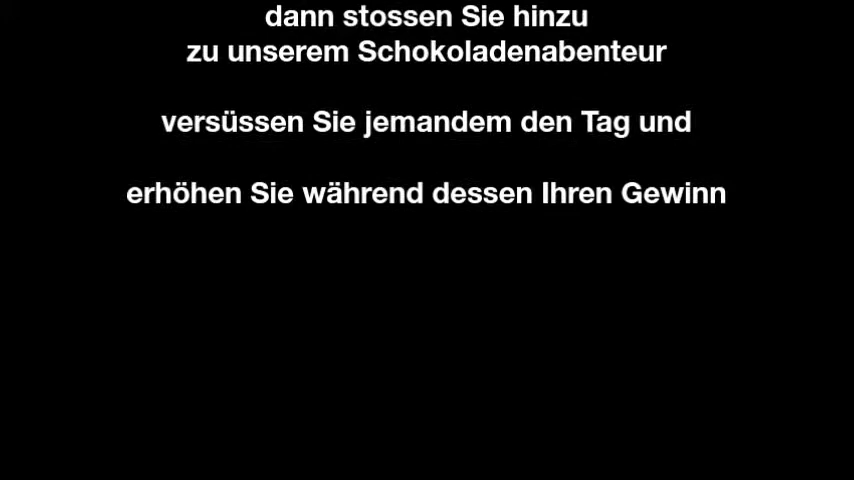 dann stossen Sie hinzu
zu unserem Schokoladenabenteur
versüssen Sie jemandem den Tag und
erhöhen Sie während dessen Ihren Gewinn